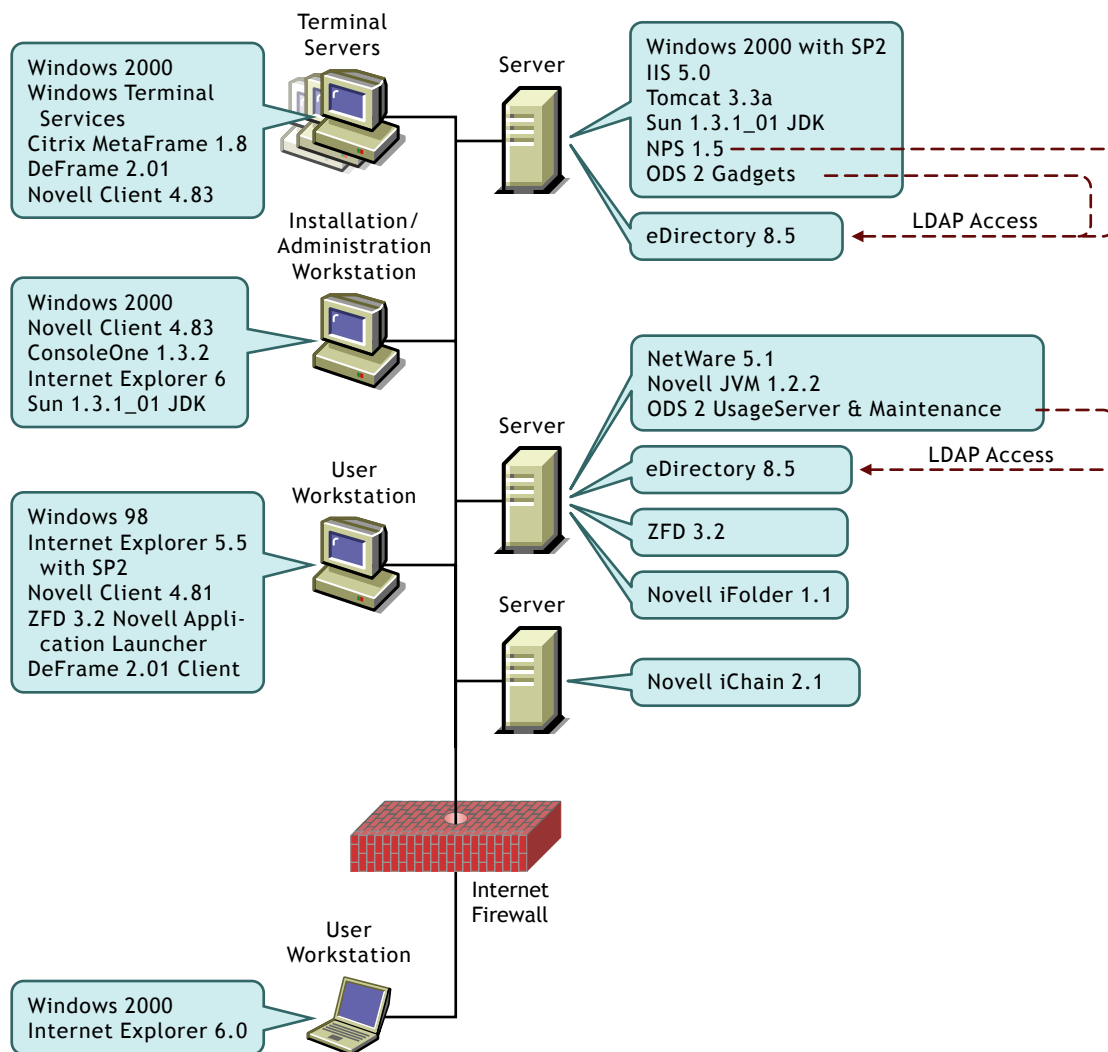 Terminal
Servers
Windows 2000
Windows Terminal
Services
Citrix MetaFrame 1.8
DeFrame 2.01
Novell Client 4.83
Server
Windows 2000 with SP2
IIS 5.0
Tomcat 3.3a
Sun 1.3.1_01 JDK
NPS 1.5
ODS 2 Gadgets
eDirectory 8.5
LDAP Access
Installation/
Administration
Workstation
Windows 2000
Novell Client 4.83
ConsoleOne 1.3.2
Internet Explorer 6
Sun 1.3.1_01 JDK
Server
NetWare 5.1
Novell JVM 1.2.2
ODS 2 UsageServer & Maintenance
eDirectory 8.5
LDAP Access
ZFD 3.2
Novell iFolder 1.1
User
Workstation
Windows 98
Internet Explorer 5.5
with SP2
Novell Client 4.81
ZFD 3.2 Novell Appli-
cation Launcher
DeFrame 2.01 Client
Server
Novell iChain 2.1
Internet
Firewall
User
Workstation
Windows 2000
Internet Explorer 6.0